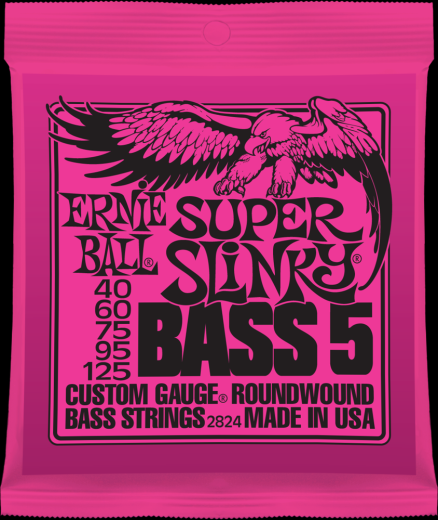 ERNIE BALL®
SUPER SLINKY®
40
60
75
95
125
BASS 5
CUSTOM GAUGE® ROUNDWOUND
BASS STRINGS 2824 MADE IN USA